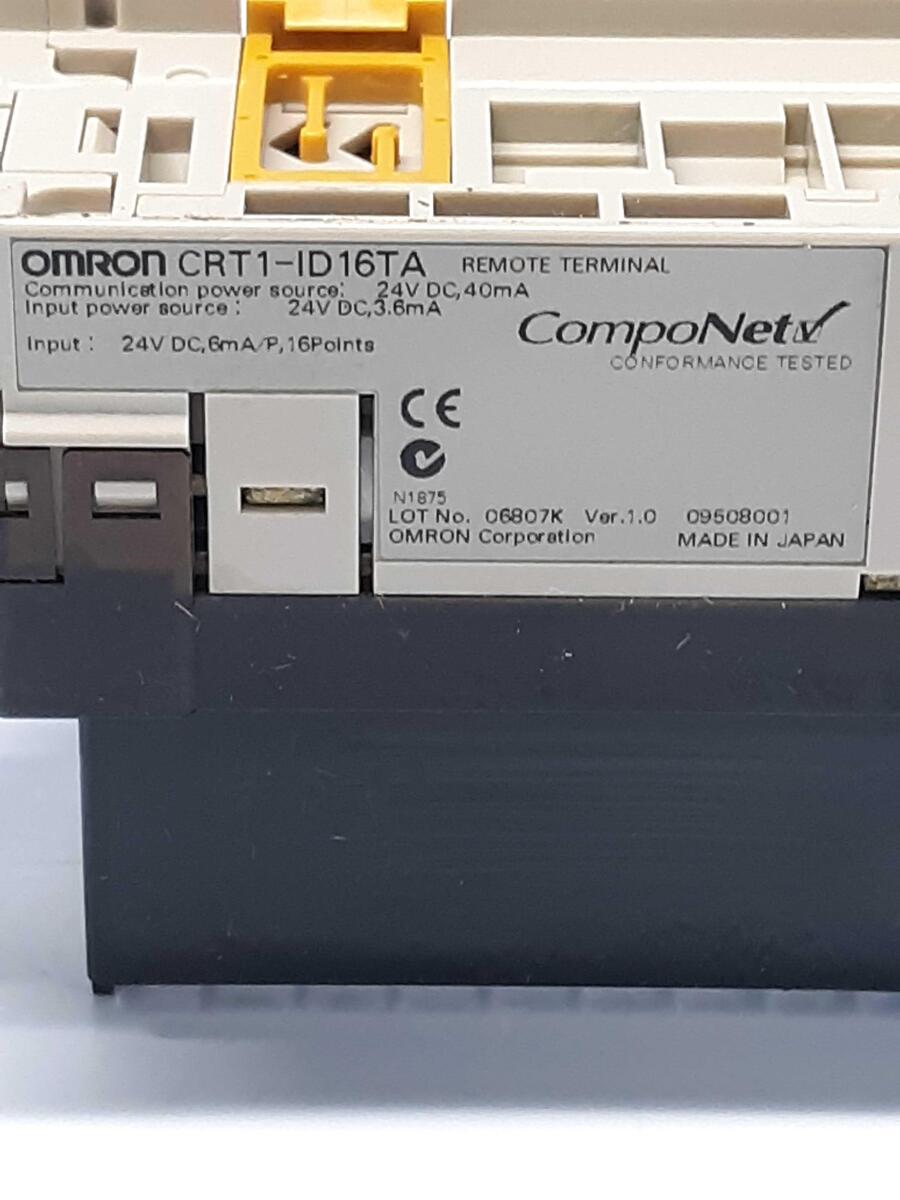 OMRON CRT1-ID16TA REMOTE TERMINAL
Communication power source: 24V DC,40mA
Input power source : 24V DC,3.6mA
Input : 24V DC,6mA/P,16Points
CompoNet
CONFORMANCE TESTED
CE
N1875
LOT No. 06807K Ver.1.0 09508001
OMRON Corporation MADE IN JAPAN